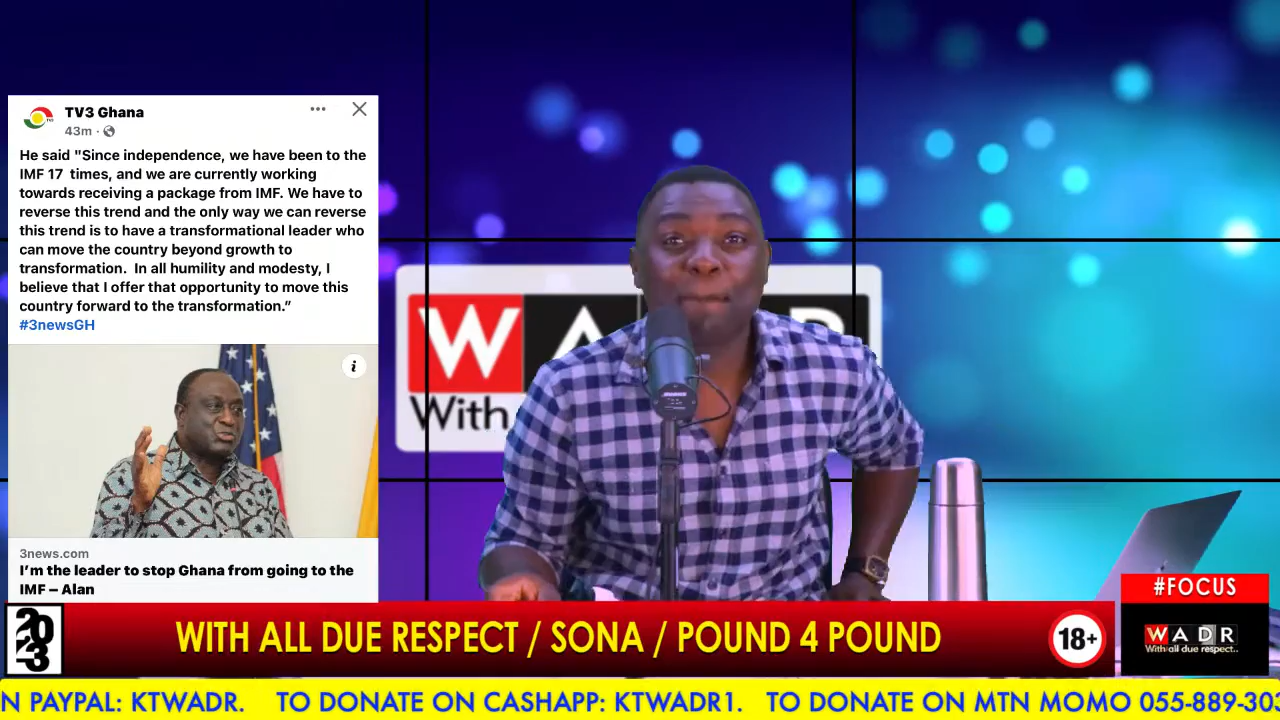 TV3 Ghana
43m ·
He said "Since independence, we have been to the
IMF 17 times, and we are currently working
towards receiving a package from IMF. We have to
reverse this trend and the only way we can reverse
this trend is to have a transformational leader who
can move the country beyond growth to
transformation. In all humility and modesty, I
believe that I offer that opportunity to move this
country forward to the transformation.”
#3newsGH
i
3news.com
I’m the leader to stop Ghana from going to the
IMF – Alan
W
With
2023
WITH ALL DUE RESPECT / SONA / POUND 4 POUND
18+
#FOCUS
WADR
With all due respect..
N PAYPAL: KTWADR. TO DONATE ON CASHAPP: KTWADR1. TO DONATE ON MTN MOMO 055-889-303